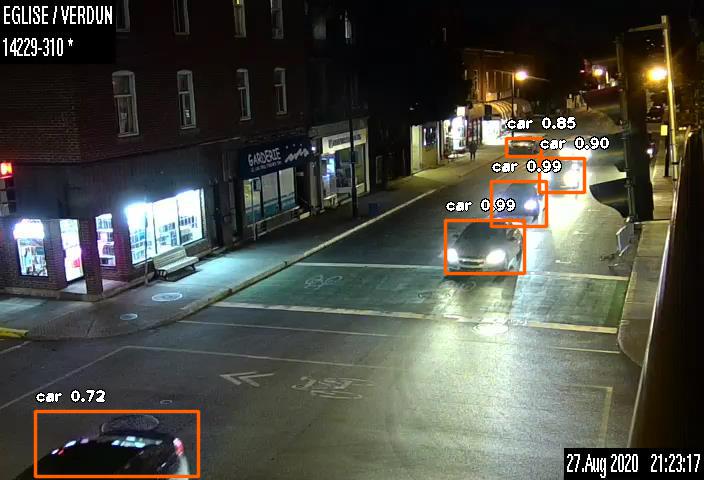 EGLISE / VERDUN
14229-310 *
car 0.85
car 0.90
car 0.99
car 0.99
GARDERIE
car 0.72
27.Aug 2020 21:23:17